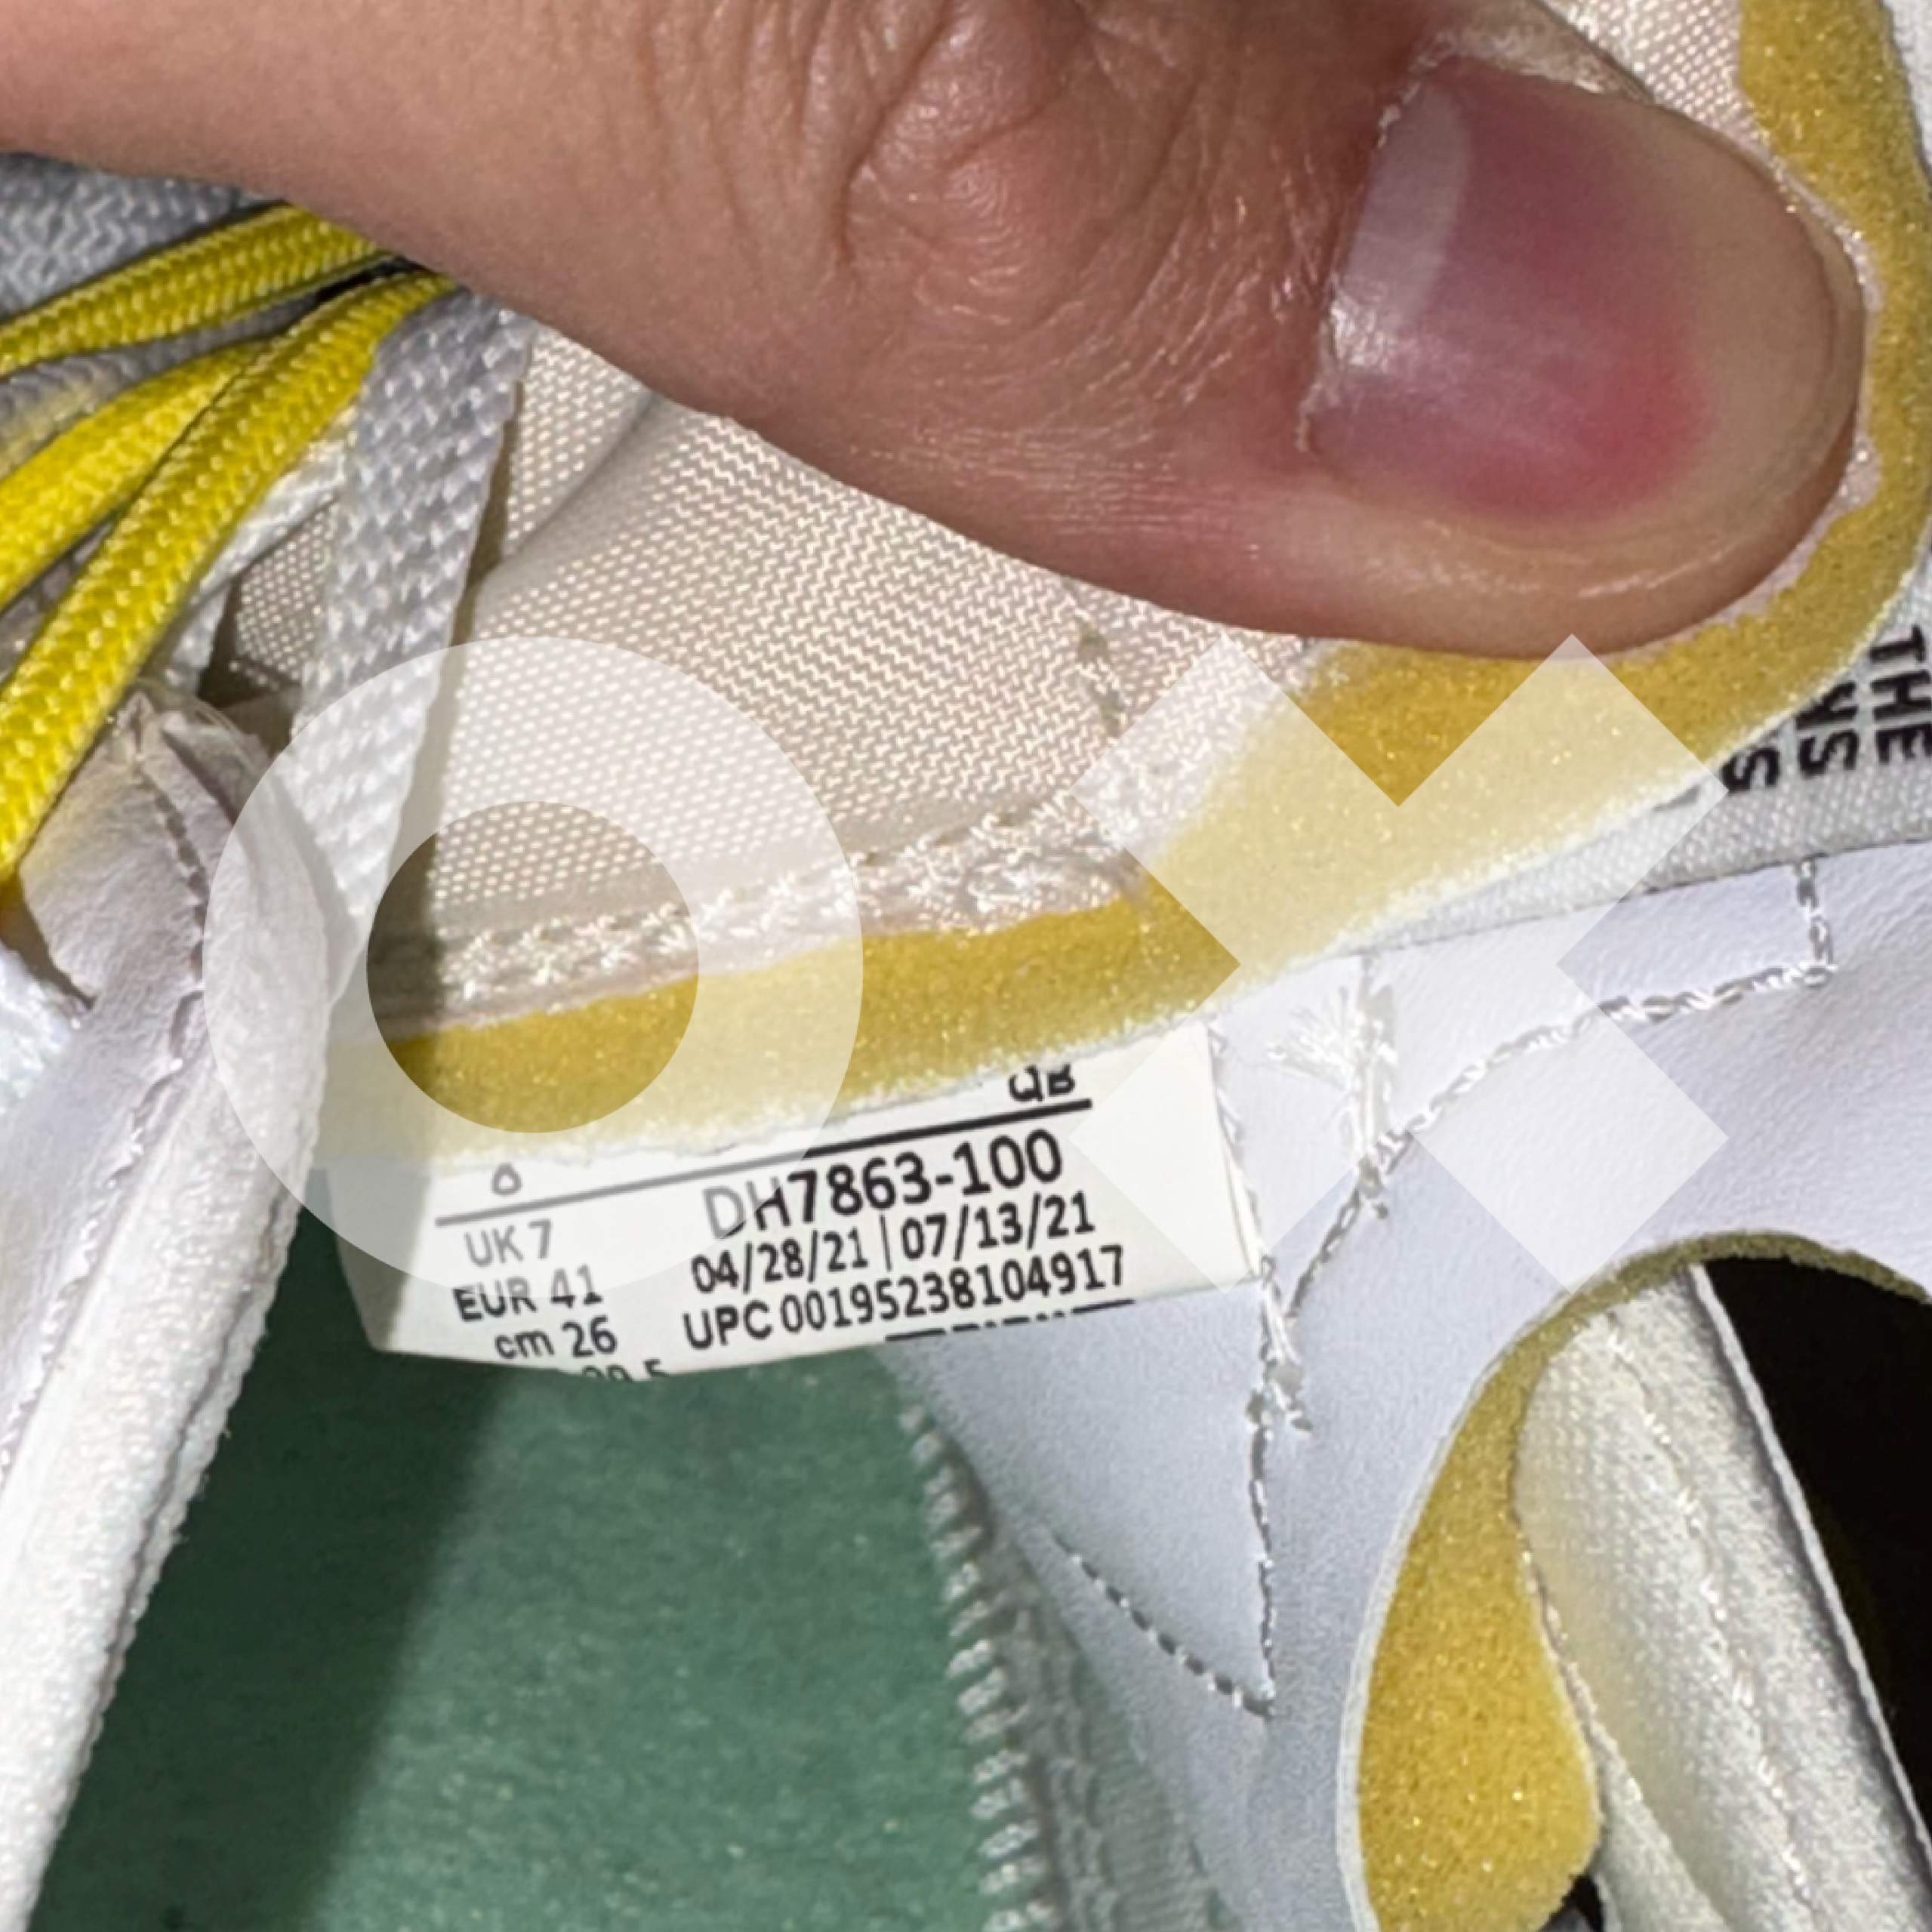 THE
QB
DH7863-100
UK 7
04/28/21 | 07/13/21
EUR 41
UPC 00195238104917
cm 26